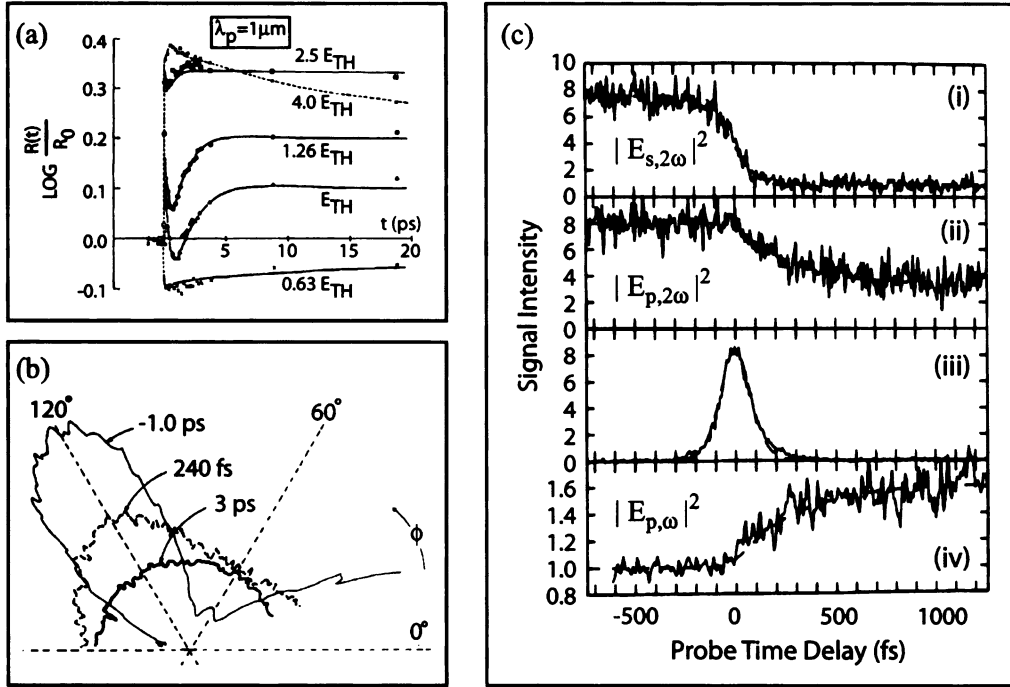 (a)
λp=1μm
LOG R(t)/R0
0.4
0.3
0.2
0.1
0.0
-0.1
2.5 ETH
4.0 ETH
1.26 ETH
ETH
t (ps)
5 10 15 20
0.63 ETH
(b)
120°
-1.0 ps
60°
240 fs
3 ps
ϕ
0°
(c)
Signal Intensity
10
8
6
4
2
0
(i)
| Es,2ω |²
8
6
4
2
0
(ii)
| Ep,2ω |²
8
6
4
2
0
(iii)
1.6
1.4
1.2
1.0
0.8
| Ep,ω |²
(iv)
-500 0 500 1000
Probe Time Delay (fs)